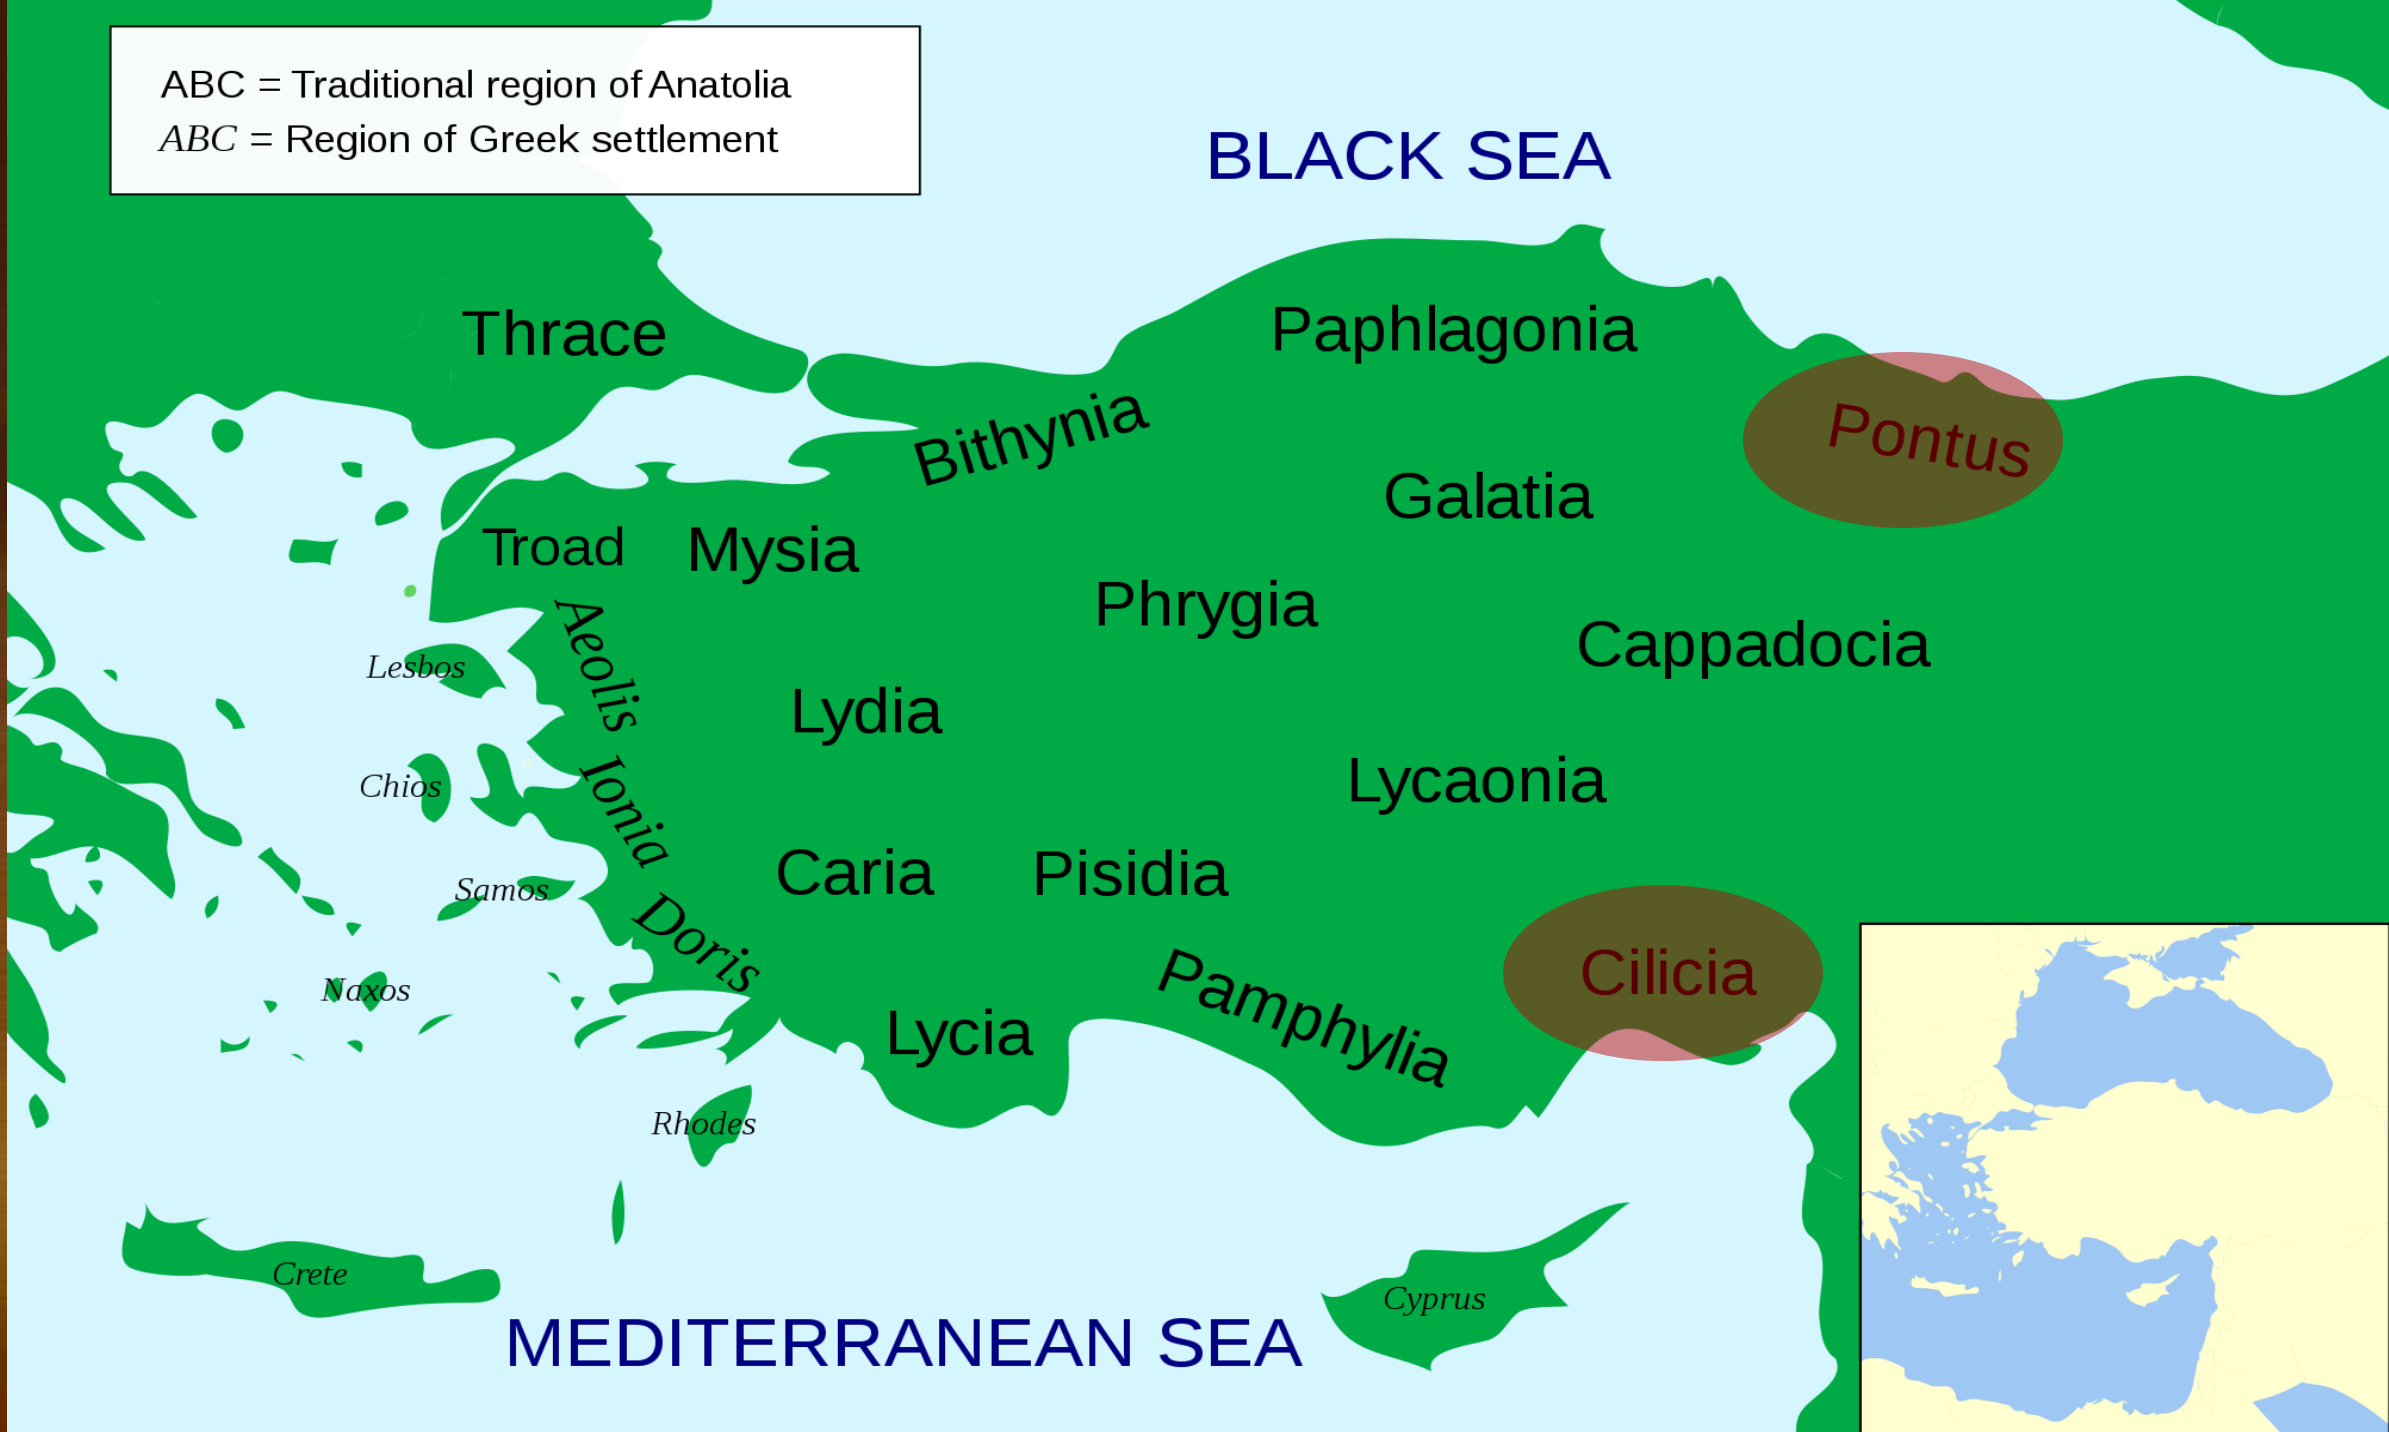 ABC = Traditional region of Anatolia
ABC = Region of Greek settlement
BLACK SEA
Thrace
Paphlagonia
Bithynia
Pontus
Galatia
Troad
Mysia
Phrygia
Cappadocia
Aeolis
Lesbos
Lydia
Ionia
Lycaonia
Chios
Caria
Pisidia
Samos
Doris
Cilicia
Naxos
Pamphylia
Lycia
Rhodes
Crete
Cyprus
MEDITERRANEAN SEA